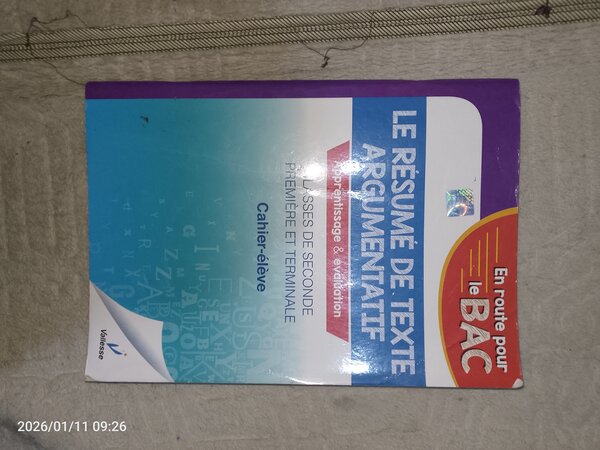 En route pour
le BAC
LE RÉSUMÉ DE TEXTE
ARGUMENTATIF
Apprentissage & évaluation
CLASSES DE SECONDE
PREMIÈRE ET TERMINALE
Cahier-élève
Vallesse
2026/01/11 09:26